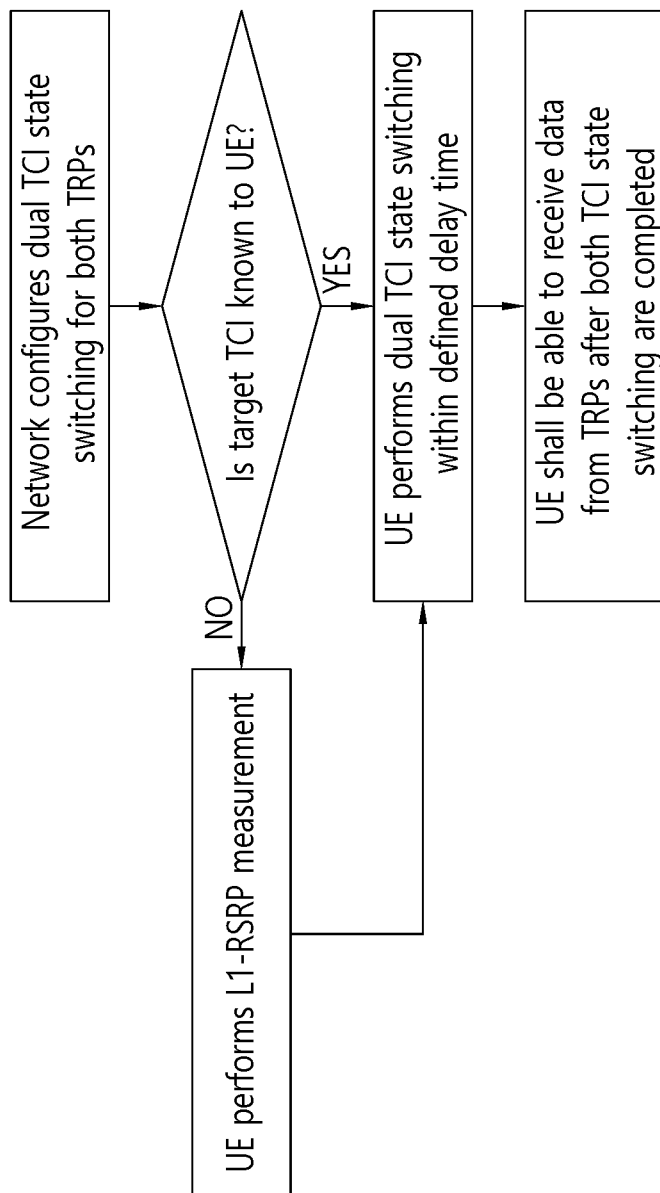 Network configures dual TCI state
switching for both TRPs
Is target TCI known to UE?
NO
YES
UE performs L1-RSRP measurement
UE performs dual TCI state switching
within defined delay time
UE shall be able to receive data
from TRPs after both TCI state
switching are completed